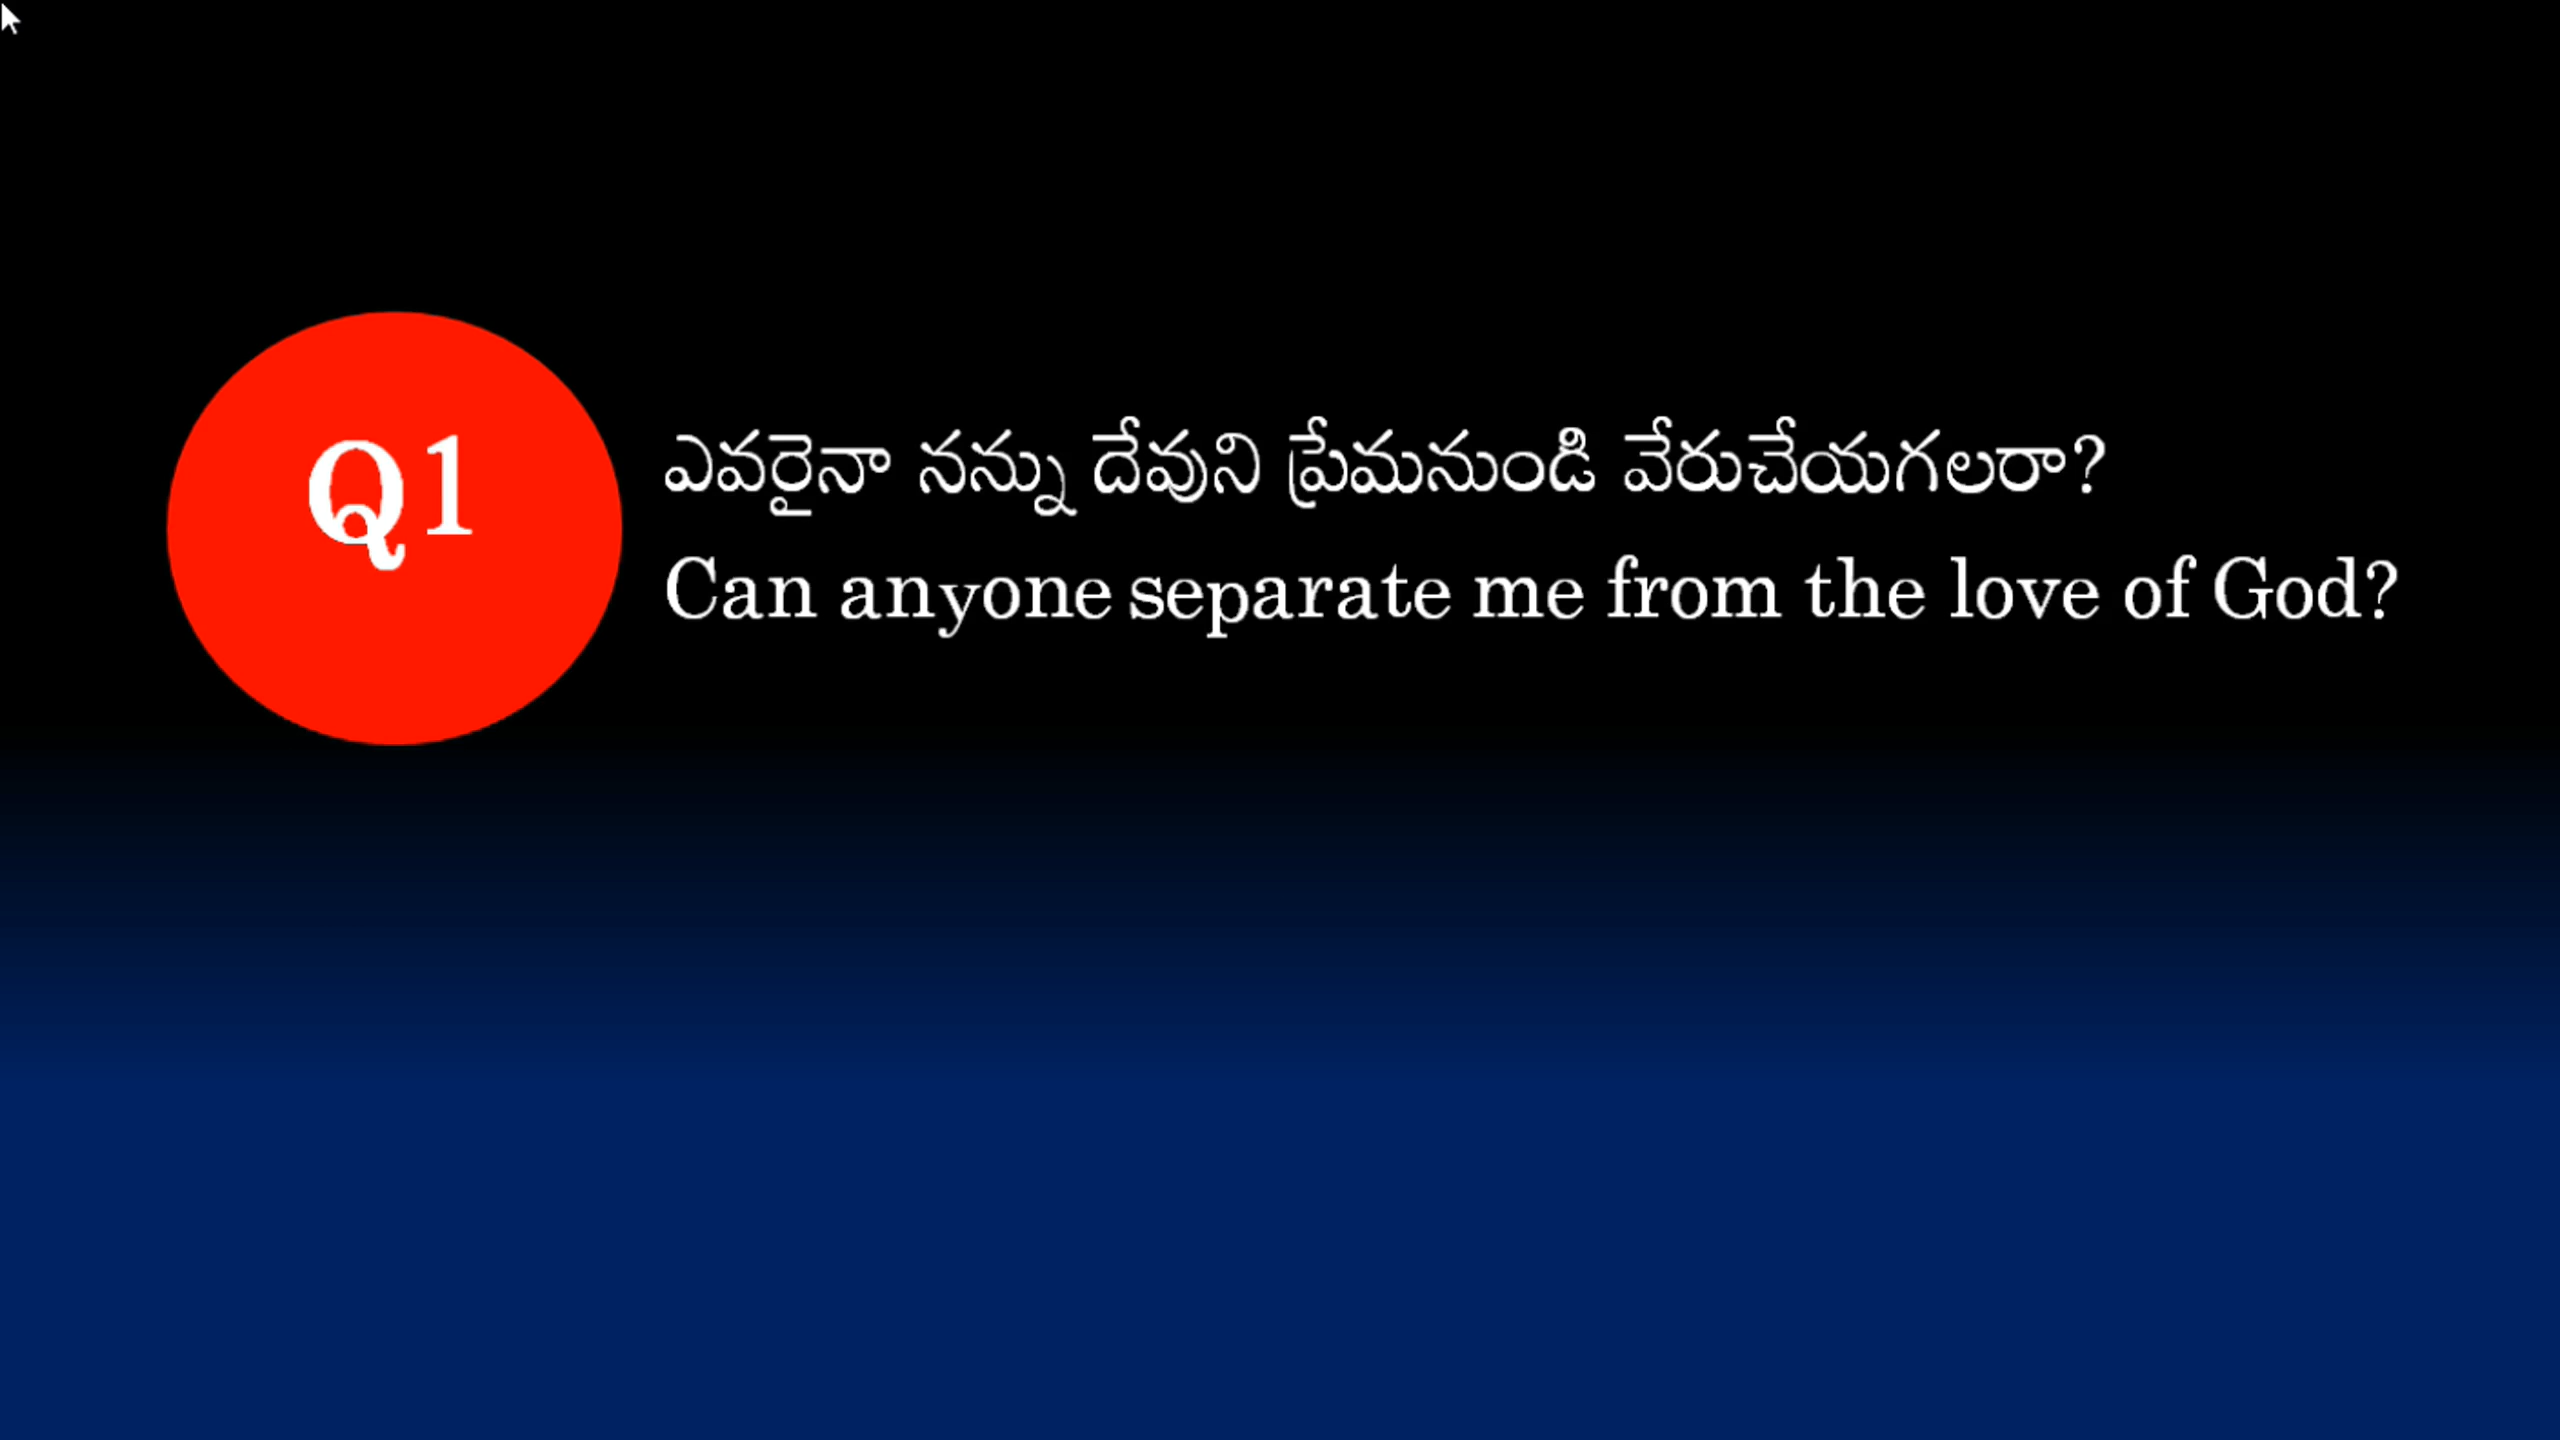 Q1
ఎవరైనా నన్ను దేవుని ప్రేమనుండి వేరుచేయగలరా?
Can anyone separate me from the love of God?